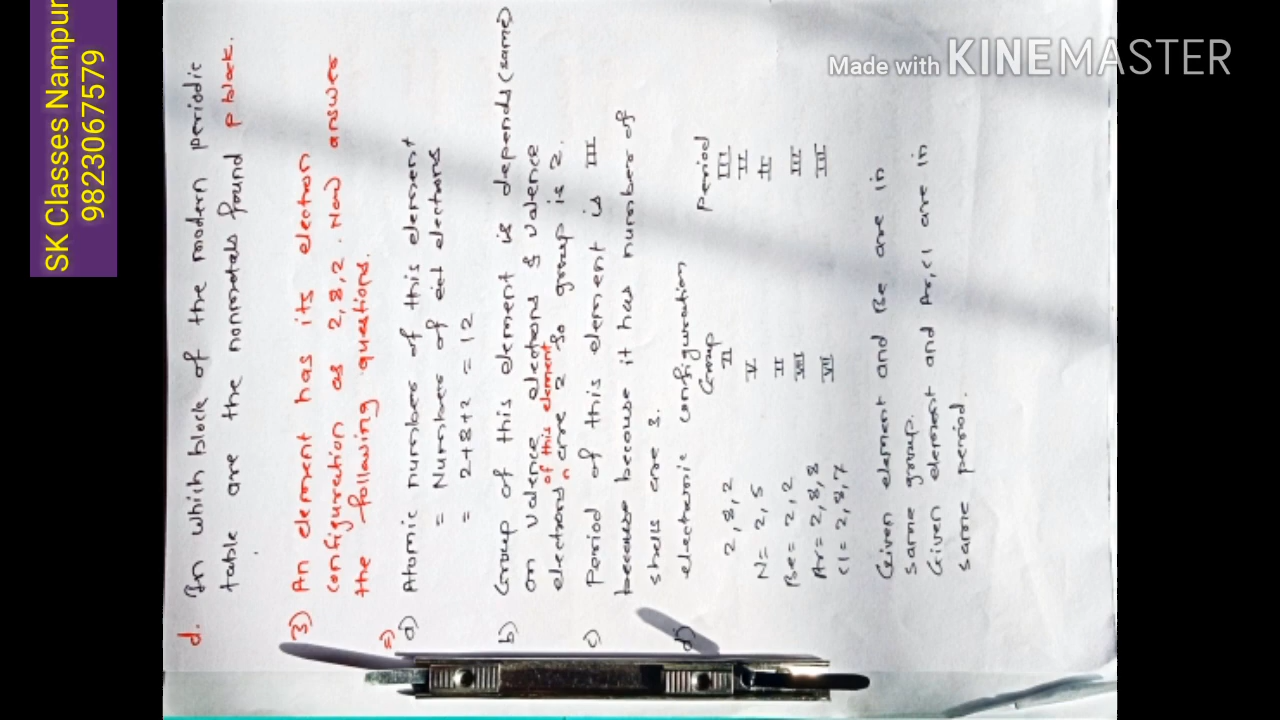 SK Classes Nampur
9823067579
Made with KINEMASTER
d. In which block of the modern periodic
table are the nonmetals found p block.
3) An element has its electron
configuration as 2,8,2. Now answer
the following questions.
=)
a) Atomic number of this element
= Number of electrons
= 2+8+2 = 12
b) Group of this element is depends (same)
on valence electrons & valence
of this element
electrons are 2 so group is 2.
c) Period of this element is III
because because it has number of
shells are 3.
d) electronic configuration
Group Period
2,8,2 II III
N = 2,5 V II
Be = 2,2 II II
Ar = 2,8,8 VIII III
Cl = 2,8,7 VII III
Given element and Be are in
same group.
Given element and Ar, Cl are in
same period.